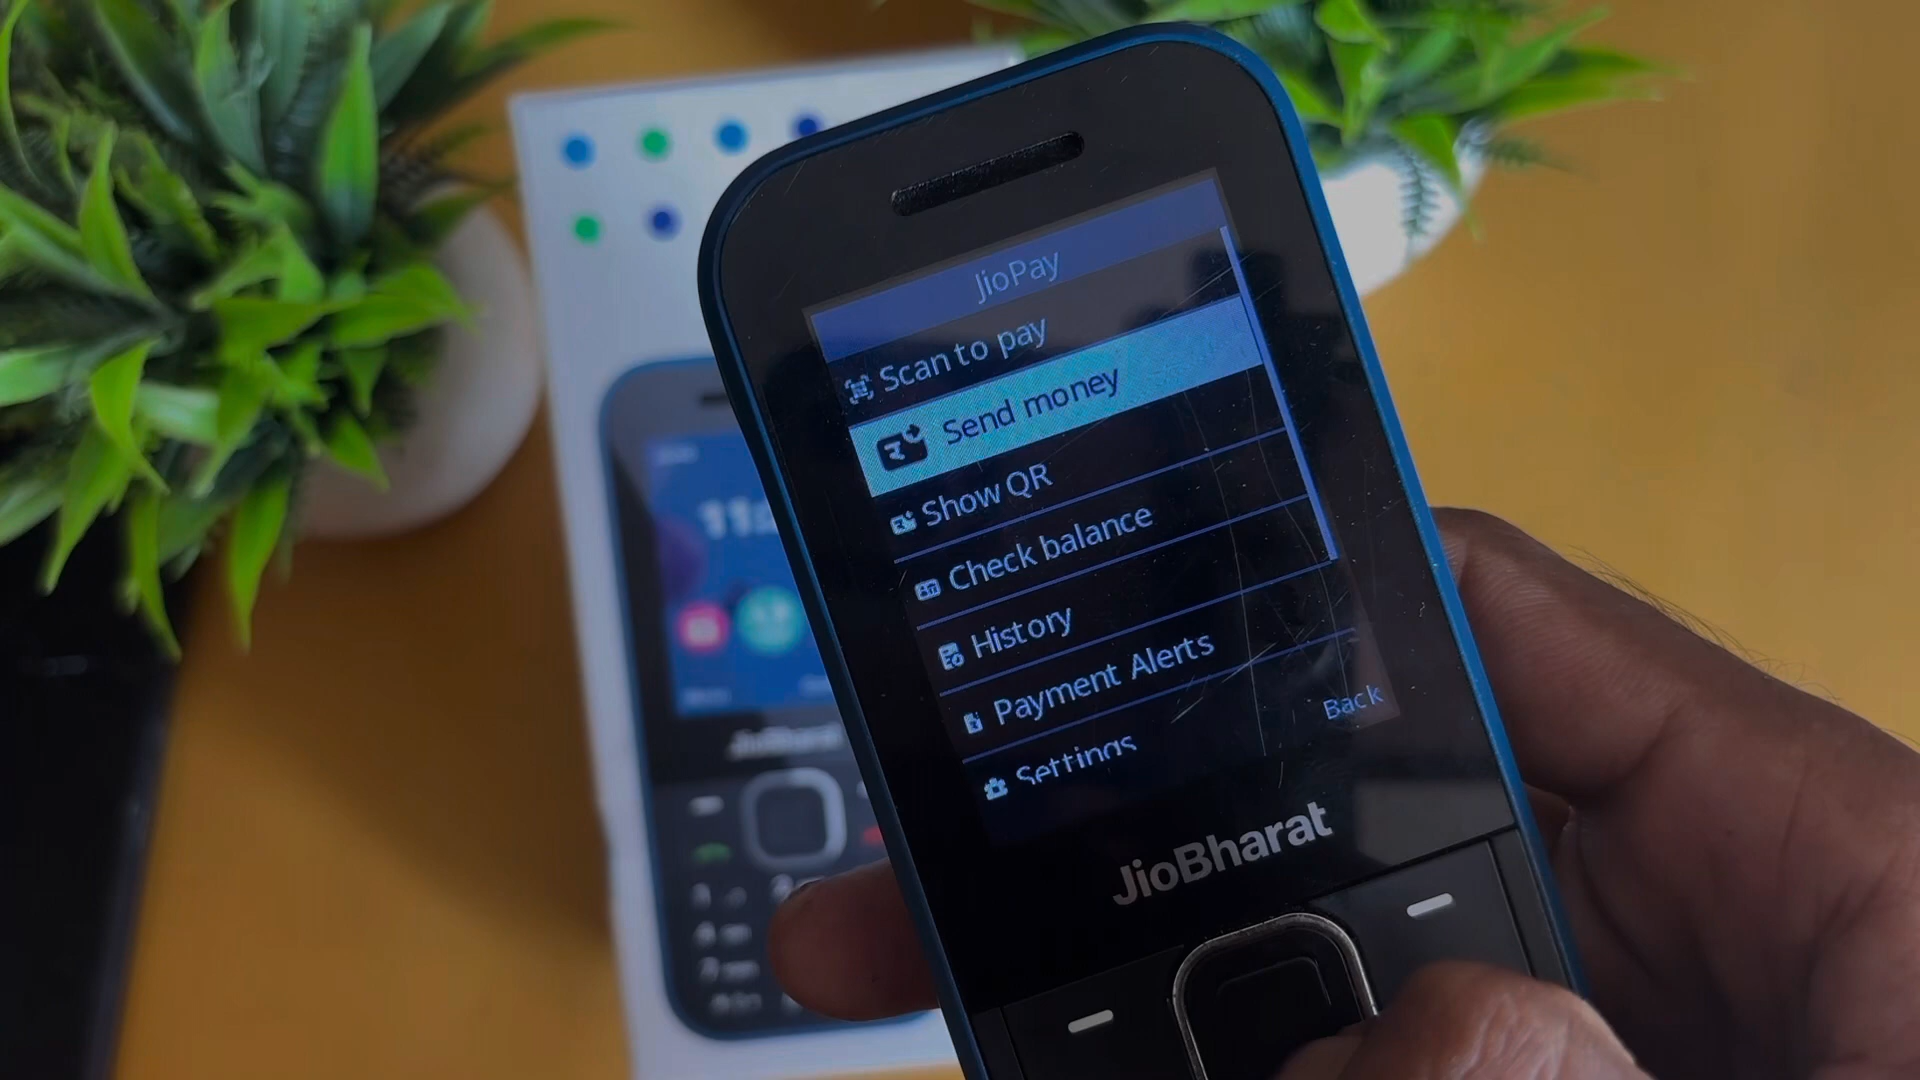 JioPay
Scan to pay
Send money
Show QR
Check balance
History
Payment Alerts
Settings
Back
JioBharat